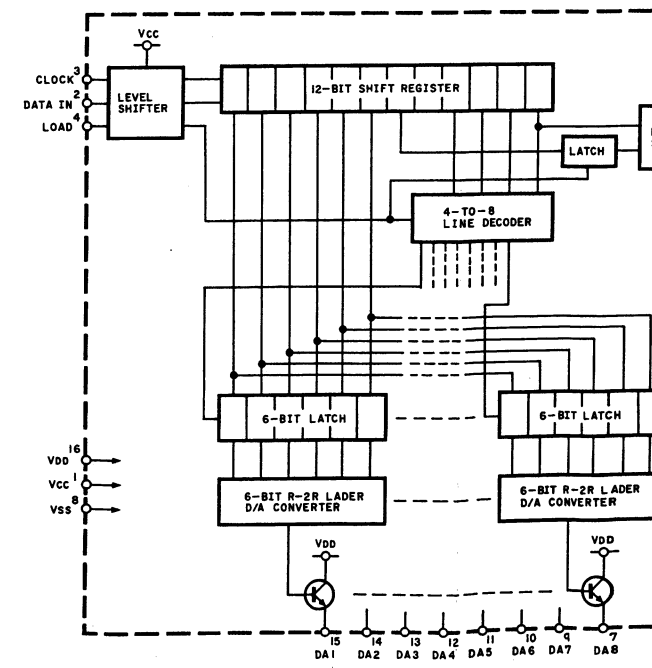 VCC
CLOCK 3
DATA IN 2
LOAD 4
LEVEL
SHIFTER
12-BIT SHIFT REGISTER
LATCH
4-TO-8
LINE DECODER
6-BIT LATCH
6-BIT LATCH
VDD 16
VCC 1
VSS 8
6-BIT R-2R LADER
D/A CONVERTER
6-BIT R-2R LADER
D/A CONVERTER
VDD
VDD
15 14 13 12 11 10 9 7
DA1 DA2 DA3 DA4 DA5 DA6 DA7 DA8